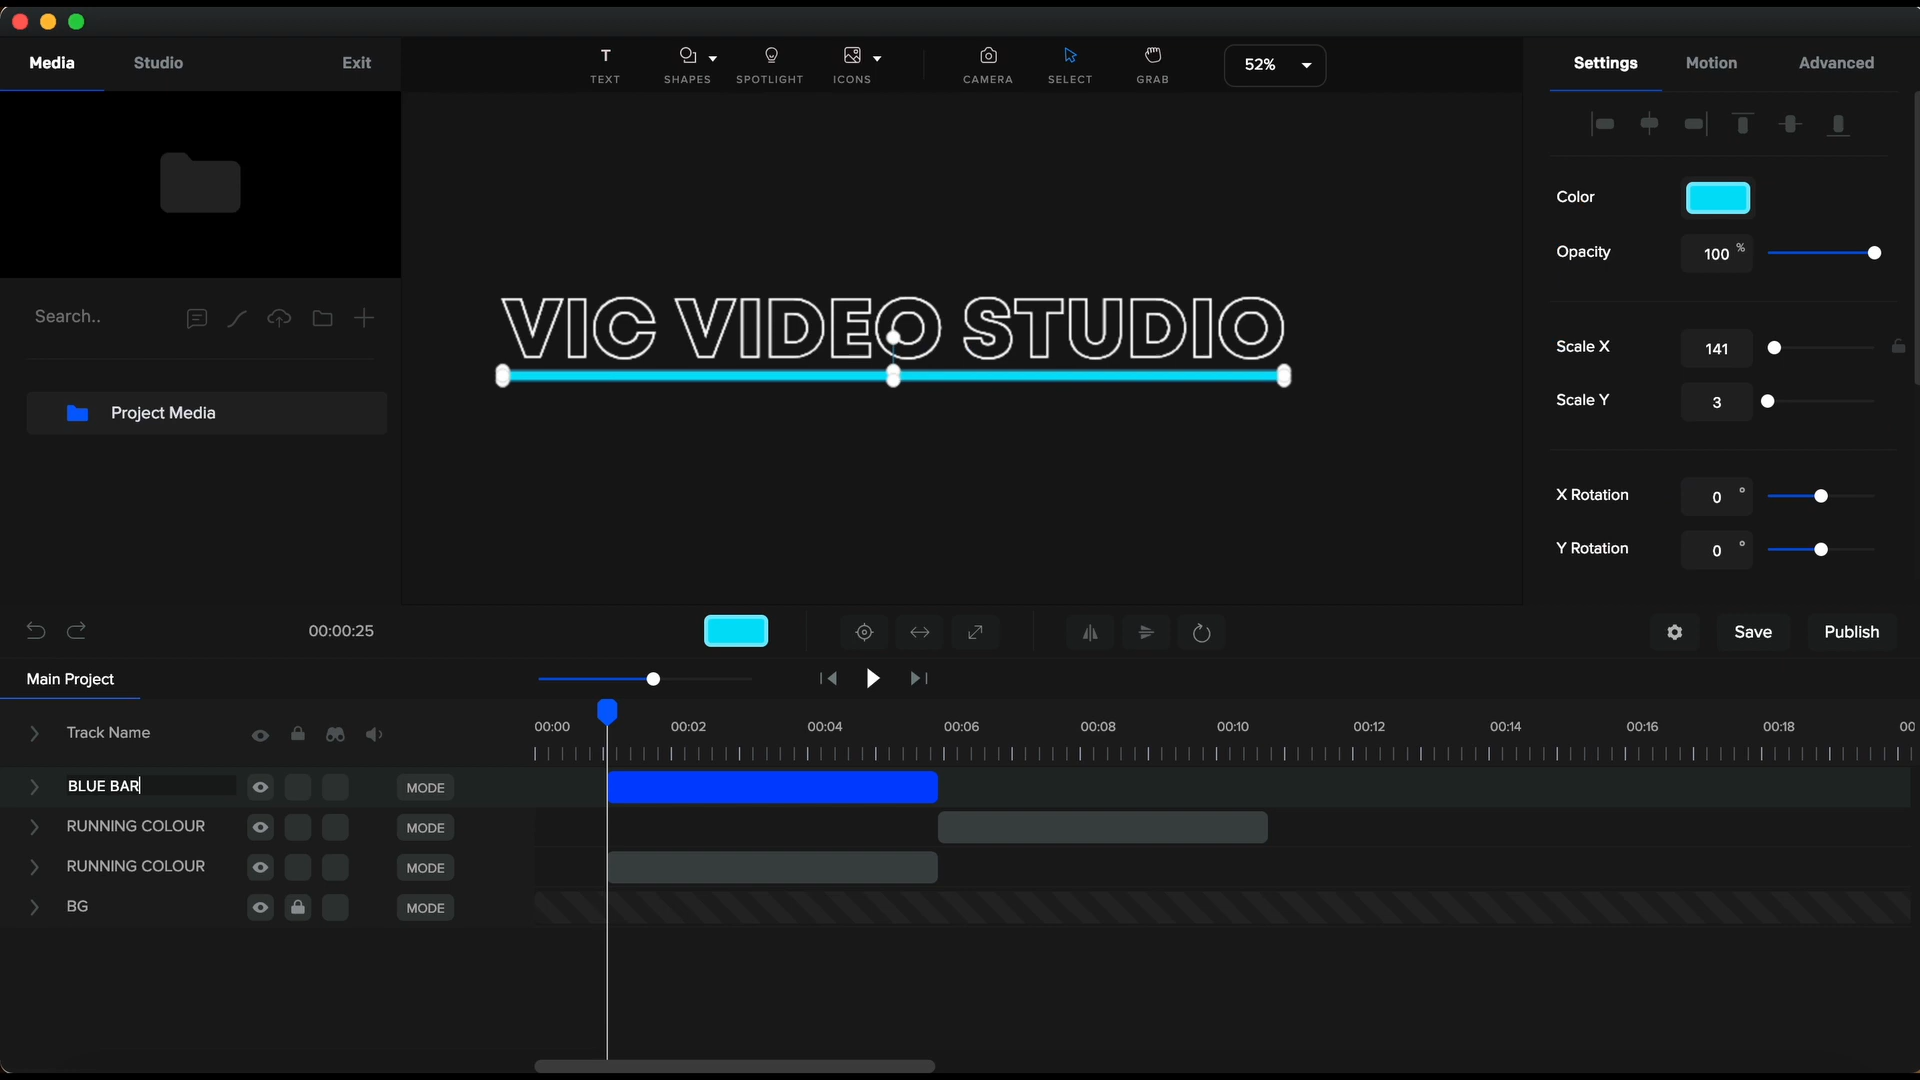 Media
Studio
Exit
TEXT
SHAPES
SPOTLIGHT
ICONS
CAMERA
SELECT
GRAB
52%
Settings
Motion
Advanced
Color
Opacity
100 %
Scale X
141
Scale Y
3
X Rotation
0 °
Y Rotation
0 °
Search..
Project Media
VIC VIDEO STUDIO
00:00:25
Save
Publish
Main Project
Track Name
00:00
00:02
00:04
00:06
00:08
00:10
00:12
00:14
00:16
00:18
00
BLUE BAR
MODE
RUNNING COLOUR
MODE
RUNNING COLOUR
MODE
BG
MODE